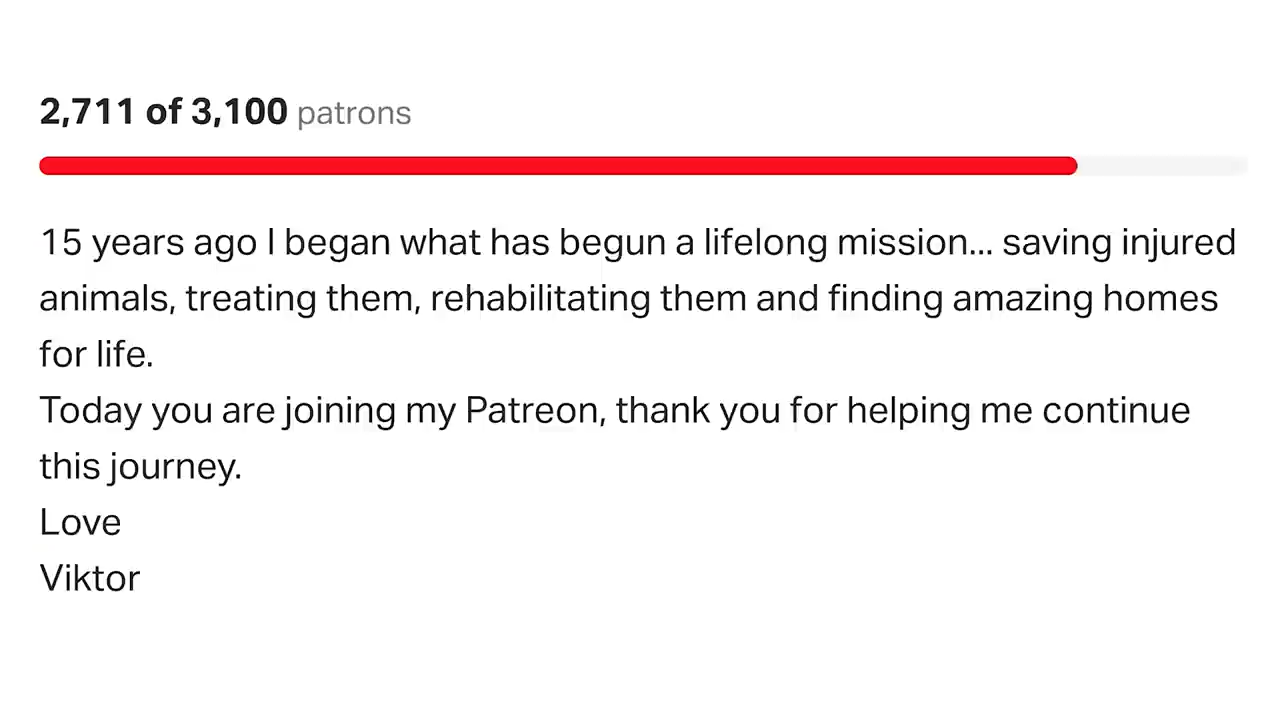 2,711 of 3,100 patrons
15 years ago I began what has begun a lifelong mission... saving injured
animals, treating them, rehabilitating them and finding amazing homes
for life.
Today you are joining my Patreon, thank you for helping me continue
this journey.
Love
Viktor